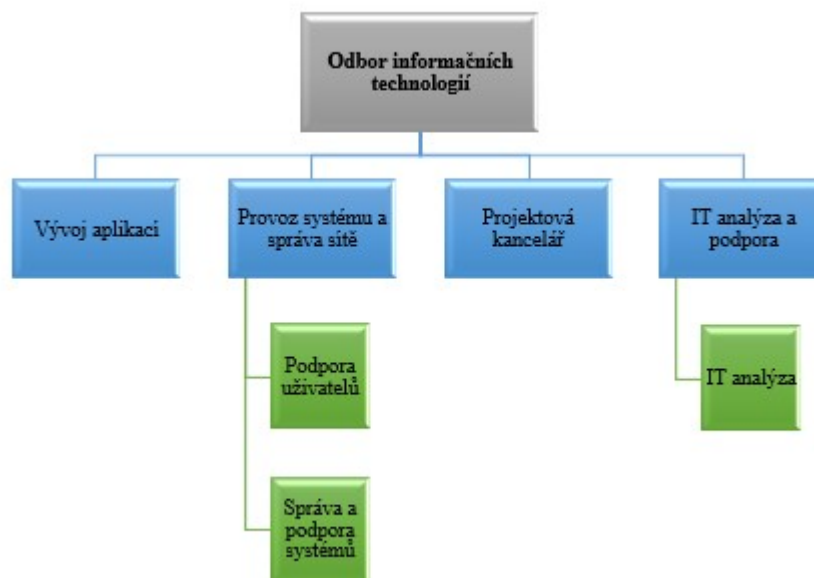 Odbor informačních
technologií
Vývoj aplikaci
Provoz systému a
správa sítě
Projektová
kancelář
IT analýza a
podpora
Podpora
uživatelů
IT analýza
Správa a
podpora
systémů